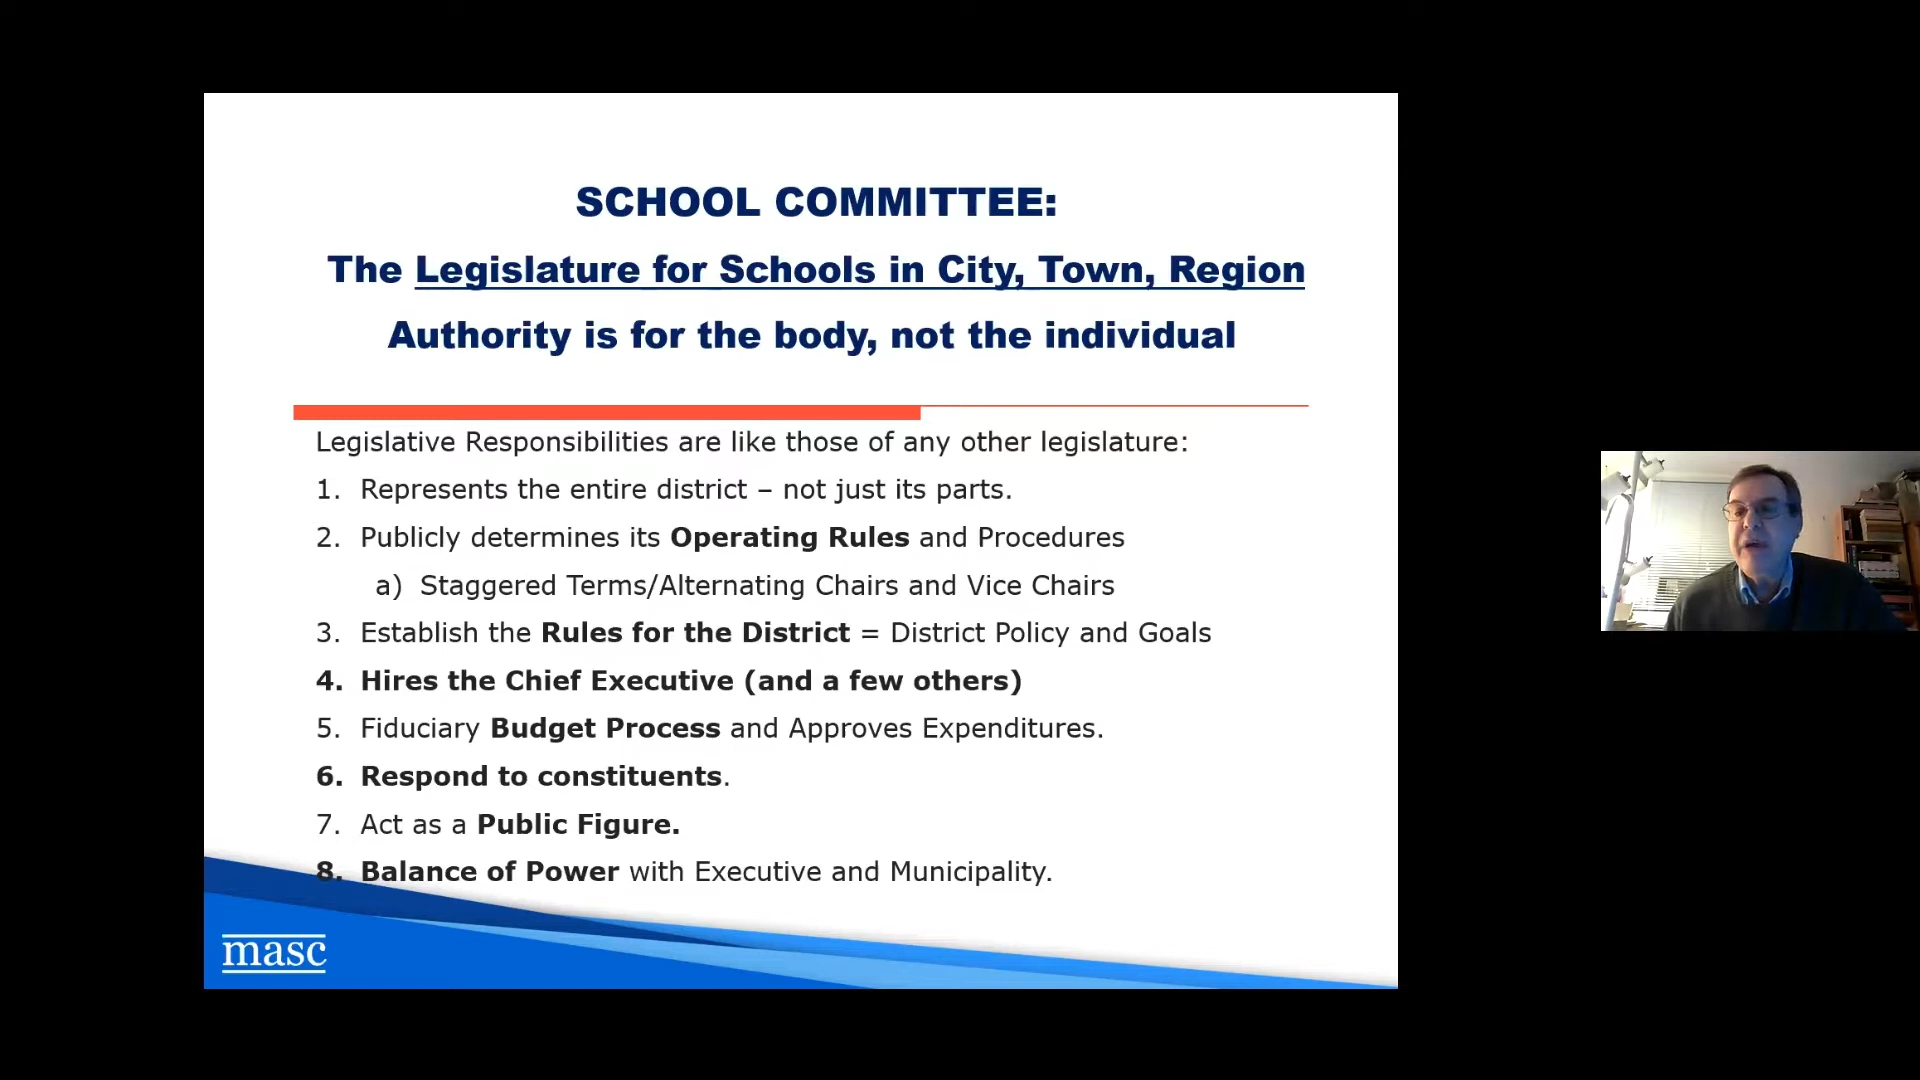 SCHOOL COMMITTEE:
The Legislature for Schools in City, Town, Region
Authority is for the body, not the individual
Legislative Responsibilities are like those of any other legislature:
1. Represents the entire district – not just its parts.
2. Publicly determines its Operating Rules and Procedures
a) Staggered Terms/Alternating Chairs and Vice Chairs
3. Establish the Rules for the District = District Policy and Goals
4. Hires the Chief Executive (and a few others)
5. Fiduciary Budget Process and Approves Expenditures.
6. Respond to constituents.
7. Act as a Public Figure.
8. Balance of Power with Executive and Municipality.
masc